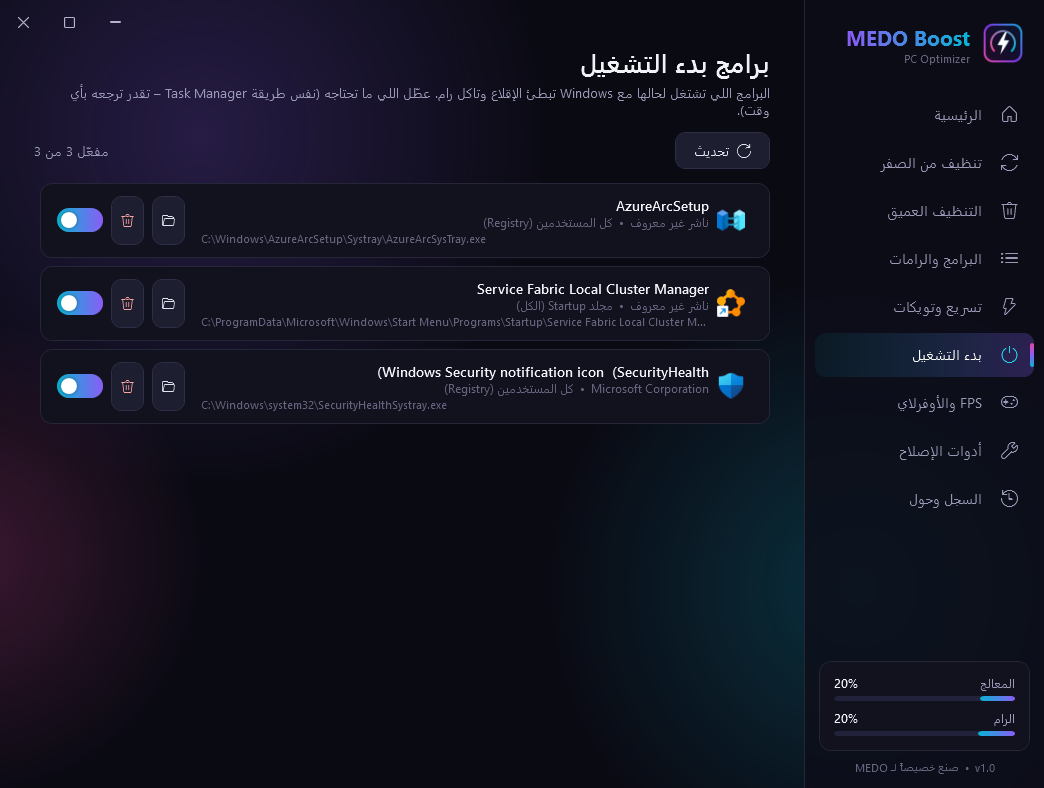 MEDO Boost
PC Optimizer
الرئيسية
تنظيف من الصفر
التنظيف العميق
البرامج والرامات
تسريع وتويكات
بدء التشغيل
FPS والأوفرلاي
أدوات الإصلاح
السجل وحول
المعالج 20%
الرام 20%
v1.0 • صنع خصيصاً لـ MEDO
برامج بدء التشغيل
البرامج اللي تشتغل لحالها مع Windows تبطئ الإقلاع وتاكل رام. عطّل اللي ما تحتاجه (نفس طريقة Task Manager – تقدر ترجعه بأي
وقت).
تحديث
مفعّل 3 من 3
AzureArcSetup
ناشر غير معروف • كل المستخدمين (Registry)
C:\Windows\AzureArcSetup\Systray\AzureArcSysTray.exe
Service Fabric Local Cluster Manager
ناشر غير معروف • مجلد Startup (الكل)
C:\ProgramData\Microsoft\Windows\Start Menu\Programs\Startup\Service Fabric Local Cluster M...
(Windows Security notification icon (SecurityHealth
Microsoft Corporation • كل المستخدمين (Registry)
C:\Windows\system32\SecurityHealthSystray.exe